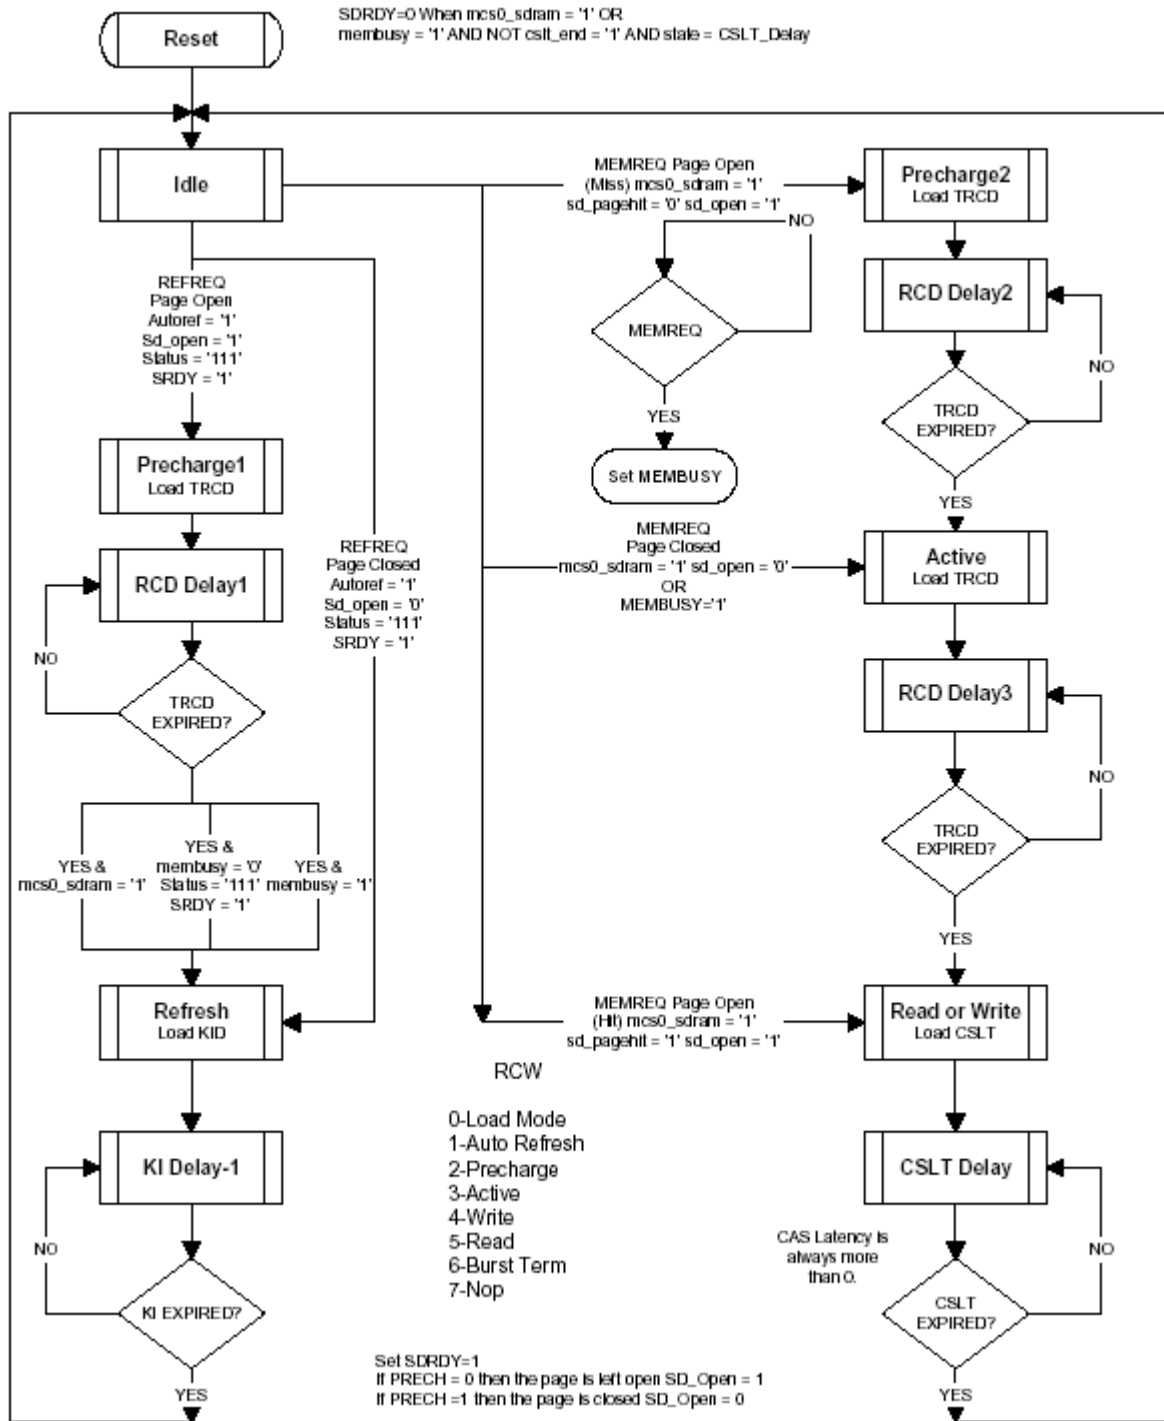 SDRDY=0 When mcs0_sdram = '1' OR
membusy = '1' AND NOT cslt_end = '1' AND state = CSLT_Delay
Reset
Idle
REFREQ
Page Open
Autoref = '1'
Sd_open = '1'
Status = '111'
SRDY = '1'
Precharge1
Load TRCD
RCD Delay1
NO
TRCD
EXPIRED?
YES &
mcs0_sdram = '1'
YES &
membusy = '0'
Status = '111'
SRDY = '1'
YES &
membusy = '1'
Refresh
Load KID
KI Delay-1
NO
KI EXPIRED?
YES
REFREQ
Page Closed
Autoref = '1'
Sd_open = '0'
Status = '111'
SRDY = '1'
MEMREQ Page Open
(Miss) mcs0_sdram = '1'
sd_pagehit = '0' sd_open = '1'
NO
MEMREQ
YES
Set MEMBUSY
MEMREQ
Page Closed
mcs0_sdram = '1' sd_open = '0'
OR
MEMBUSY='1'
MEMREQ Page Open
(Hit) mcs0_sdram = '1'
sd_pagehit = '1' sd_open = '1'
RCW
0-Load Mode
1-Auto Refresh
2-Precharge
3-Active
4-Write
5-Read
6-Burst Term
7-Nop
Precharge2
Load TRCD
RCD Delay2
NO
TRCD
EXPIRED?
YES
Active
Load TRCD
RCD Delay3
NO
TRCD
EXPIRED?
YES
Read or Write
Load CSLT
CSLT Delay
CAS Latency is
always more
than 0.
NO
CSLT
EXPIRED?
YES
Set SDRDY=1
If PRECH = 0 then the page is left open SD_Open = 1
If PRECH =1 then the page is closed SD_Open = 0